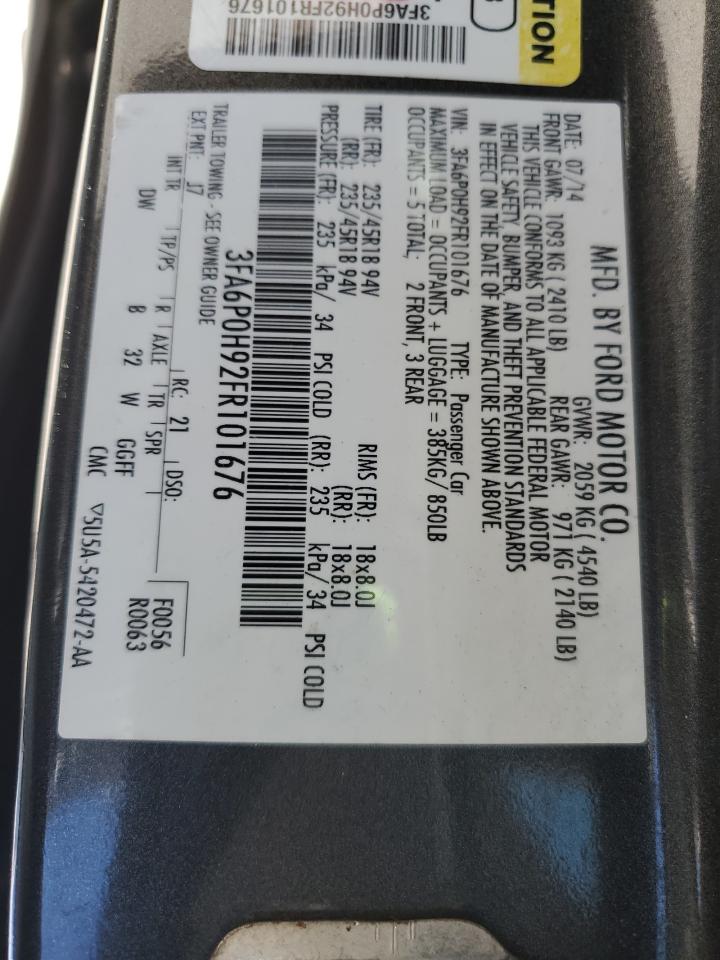 TION
3FA6P0H92FR101676
MFD. BY FORD MOTOR CO.
DATE: 07/14 GVWR: 2059 KG ( 4540 LB)
FRONT GAWR: 1093 KG ( 2410 LB) REAR GAWR: 971 KG ( 2140 LB)
THIS VEHICLE CONFORMS TO ALL APPLICABLE FEDERAL MOTOR
VEHICLE SAFETY, BUMPER, AND THEFT PREVENTION STANDARDS
IN EFFECT ON THE DATE OF MANUFACTURE SHOWN ABOVE.
VIN: 3FA6P0H92FR101676 TYPE: Passenger Car
MAXIMUM LOAD = OCCUPANTS + LUGGAGE = 385KG/ 850LB
OCCUPANTS = 5 TOTAL; 2 FRONT, 3 REAR
TIRE (FR): 235/45R18 94V RIMS (FR): 18x8.0J
(RR): 235/45R18 94V (RR): 18x8.0J
PRESSURE (FR): 235 kPa/ 34 PSI COLD (RR): 235 kPa/ 34 PSI COLD
3FA6P0H92FR101676
TRAILER TOWING - SEE OWNER GUIDE
EXT PNT: J7 RC: 21 DSO:
INT TR TP/PS R AXLE TR SPR
DW B 32 W GGFF
F0056
R0063
CMC ▽5U5A-5420472-AA